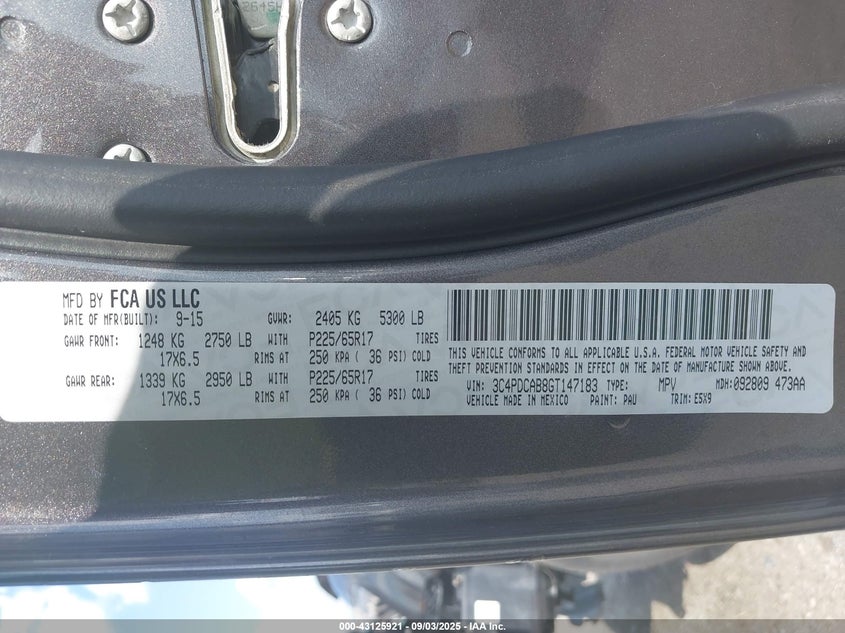 MFD BY FCA US LLC
DATE OF MFR(BUILT): 9-15 GVWR: 2405 KG 5300 LB
GAWR FRONT: 1248 KG 2750 LB WITH P225/65R17 TIRES
17X6.5 RIMS AT 250 KPA ( 36 PSI) COLD
GAWR REAR: 1339 KG 2950 LB WITH P225/65R17 TIRES
17X6.5 RIMS AT 250 KPA ( 36 PSI) COLD
THIS VEHICLE CONFORMS TO ALL APPLICABLE U.S.A. FEDERAL MOTOR VEHICLE SAFETY AND
THEFT PREVENTION STANDARDS IN EFFECT ON THE DATE OF MANUFACTURE SHOWN ABOVE.
VIN: 3C4PDCAB8GT147183 TYPE: MPV MDH: 092809 473AA
VEHICLE MADE IN MEXICO PAINT: PAU TRIM: E5X9
000-43125921 - 09/03/2025 - IAA Inc.